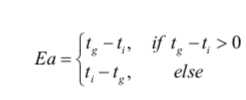 Ea = { t_g − t_i, if t_g − t_i > 0
t_i − t_g, else